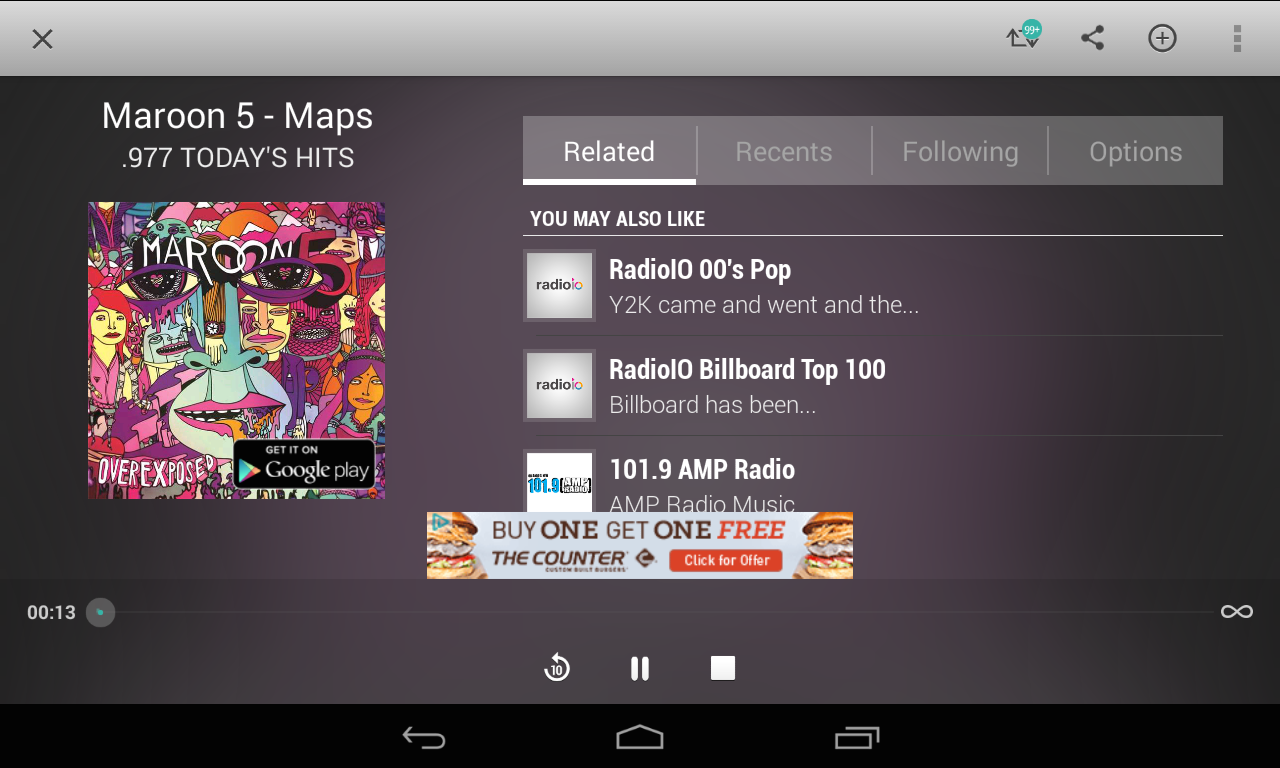 99+
Maroon 5 - Maps
.977 TODAY'S HITS
MAROON 5
OVEREXPOSED
GET IT ON
Google play
Related
Recents
Following
Options
YOU MAY ALSO LIKE
radioio
RadioIO 00's Pop
Y2K came and went and the...
radioio
RadioIO Billboard Top 100
Billboard has been...
101.9 AMP RADIO
101.9 AMP Radio
AMP Radio Music
BUY ONE GET ONE FREE
THE COUNTER
CUSTOM BUILT BURGERS
Click for Offer
00:13
10